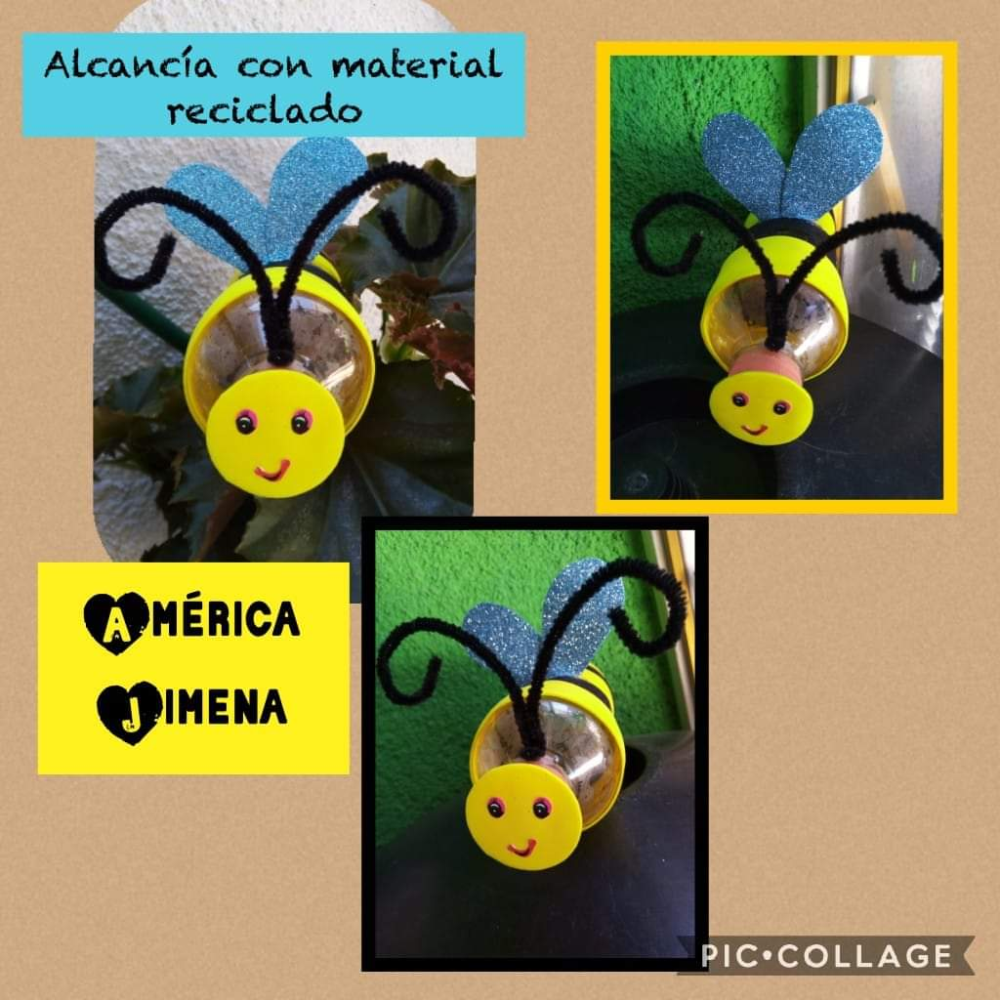 Alcancía con material
reciclado
AMÉRICA
JIMENA
PIC•COLLAGE